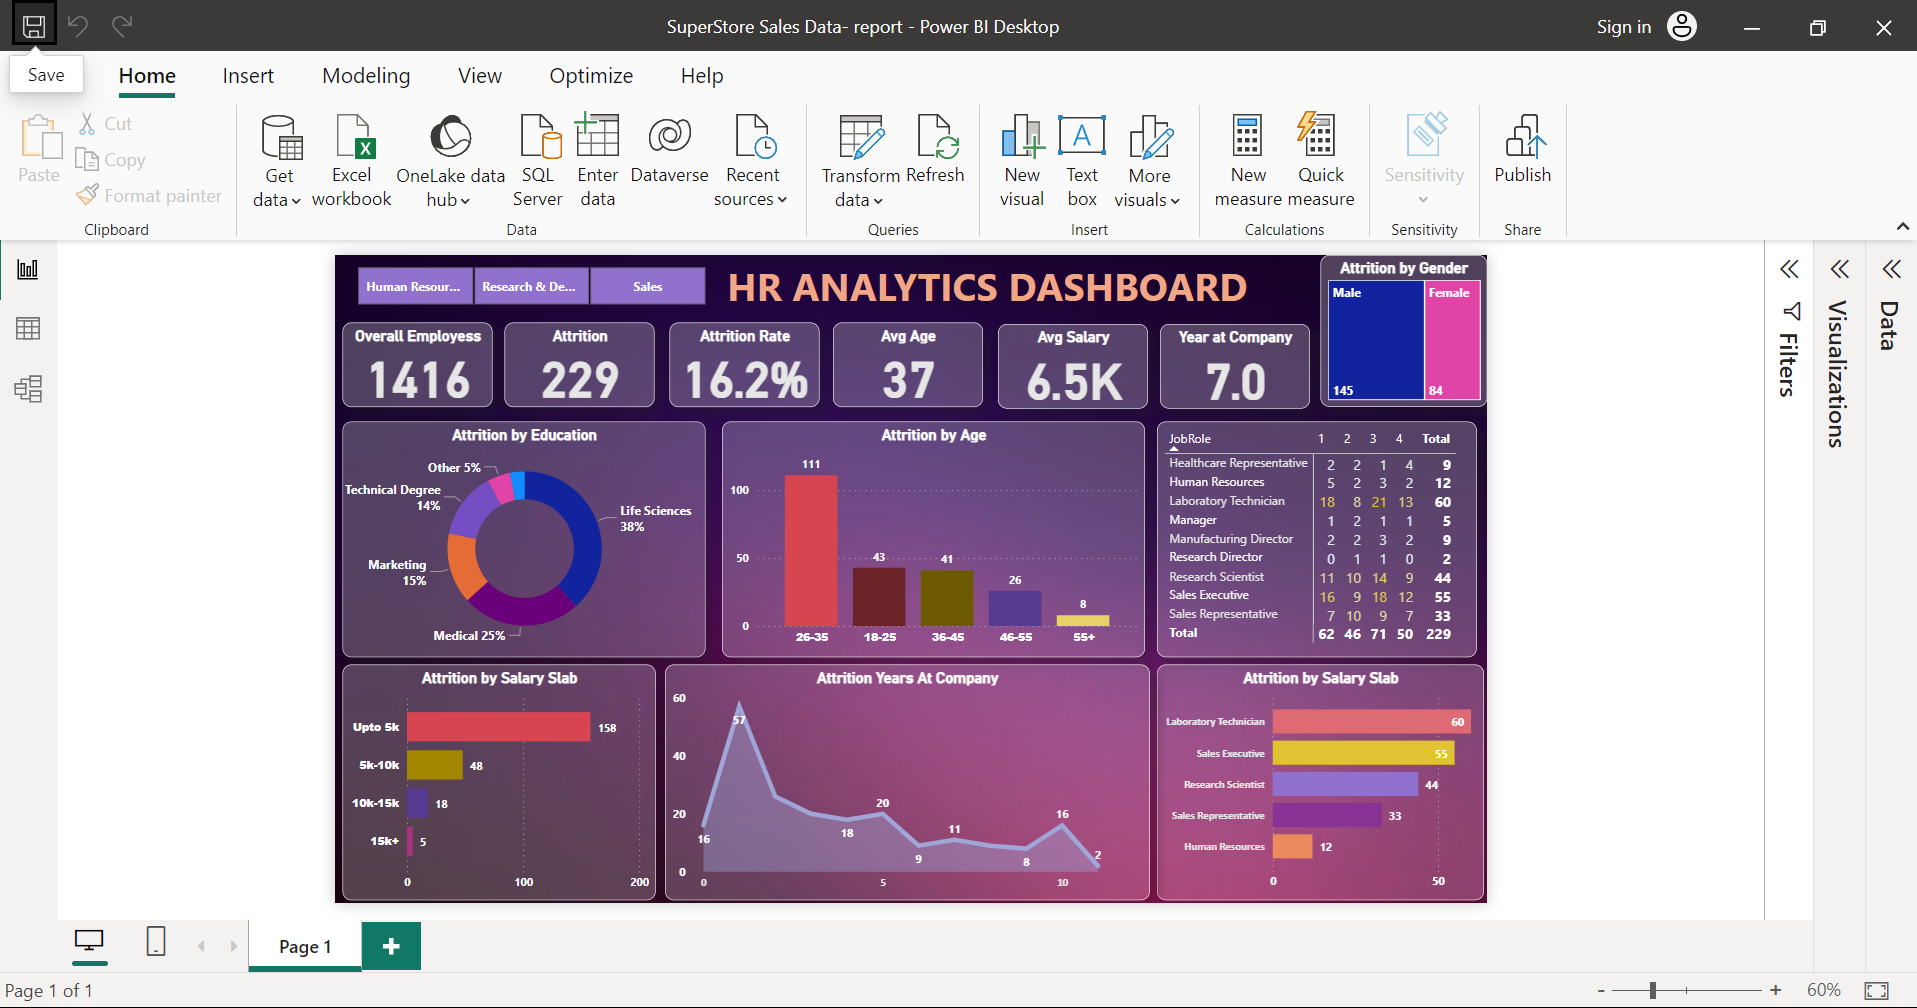 SuperStore Sales Data- report - Power BI Desktop
Sign in
Save
Home
Insert
Modeling
View
Optimize
Help
Paste
Cut
Copy
Format painter
Clipboard
Get data
Excel workbook
OneLake data hub
SQL Server
Enter data
Dataverse
Recent sources
Data
Transform data
Refresh
Queries
New visual
Text box
More visuals
Insert
New measure
Quick measure
Calculations
Sensitivity
Sensitivity
Publish
Share
Human Resour...
Research & De...
Sales
HR ANALYTICS DASHBOARD
Attrition by Gender
Male
Female
145
84
Overall Employess
1416
Attrition
229
Attrition Rate
16.2%
Avg Age
37
Avg Salary
6.5K
Year at Company
7.0
Attrition by Education
Other 5%
Technical Degree
14%
Life Sciences
38%
Marketing
15%
Medical 25%
Attrition by Age
111
100
50
43
41
26
8
0
26-35 18-25 36-45 46-55 55+
JobRole 1 2 3 4 Total
Healthcare Representative 2 2 1 4 9
Human Resources 5 2 3 2 12
Laboratory Technician 18 8 21 13 60
Manager 1 2 1 1 5
Manufacturing Director 2 2 3 2 9
Research Director 0 1 1 0 2
Research Scientist 11 10 14 9 44
Sales Executive 16 9 18 12 55
Sales Representative 7 10 9 7 33
Total 62 46 71 50 229
Attrition by Salary Slab
Upto 5k 158
5k-10k 48
10k-15k 18
15k+ 5
0 100 200
Attrition Years At Company
60
57
40
20
20
16
18
9
11
8
16
2
0
0 5 10
Attrition by Salary Slab
Laboratory Technician 60
Sales Executive 55
Research Scientist 44
Sales Representative 33
Human Resources 12
0 50
Filters
Visualizations
Data
Page 1
Page 1 of 1
- + 60%